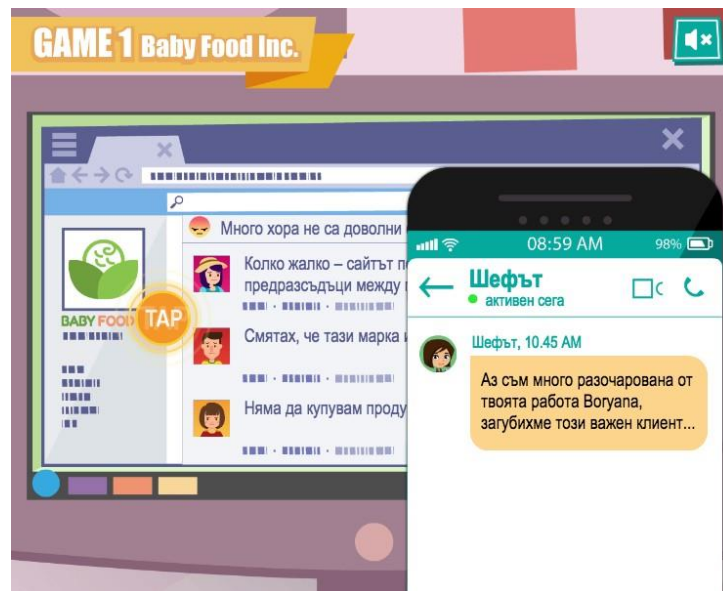 GAME 1 Baby Food Inc.
Много хора не са доволни
Колко жалко – сайтът
предразсъдъци между
Смятах, че тази марка
Няма да купувам
BABY FOOD
TAP
08:59 AM 98%
Шефът
активен сега
Шефът, 10.45 AM
Аз съм много разочарована от
твоята работа Boryana,
загубихме този важен клиент...